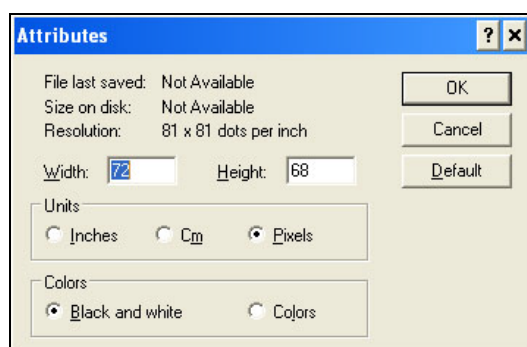 Attributes
File last saved: Not Available
Size on disk: Not Available
Resolution: 81 x 81 dots per inch
Width: 72 Height: 68
Units
Inches Cm Pixels
Colors
Black and white Colors
OK
Cancel
Default